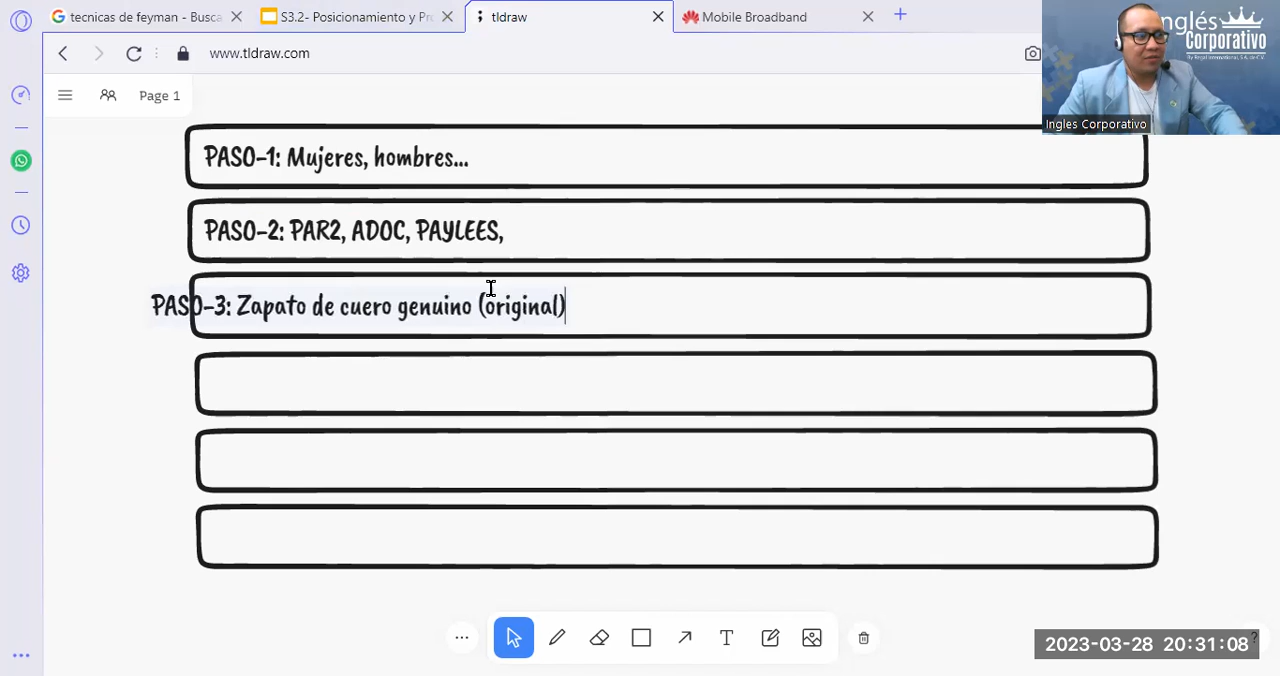 tecnicas de feyman - Busca
S3.2- Posicionamiento y Pr
tldraw
Mobile Broadband
www.tldraw.com
Page 1
nglés
Corporativo
Ingles Corporativo
PASO-1: Mujeres, hombres...
PASO-2: PAR2, ADOC, PAYLEES,
PASO-3: Zapato de cuero genuino (original)
T
2023-03-28 20:31:08
?